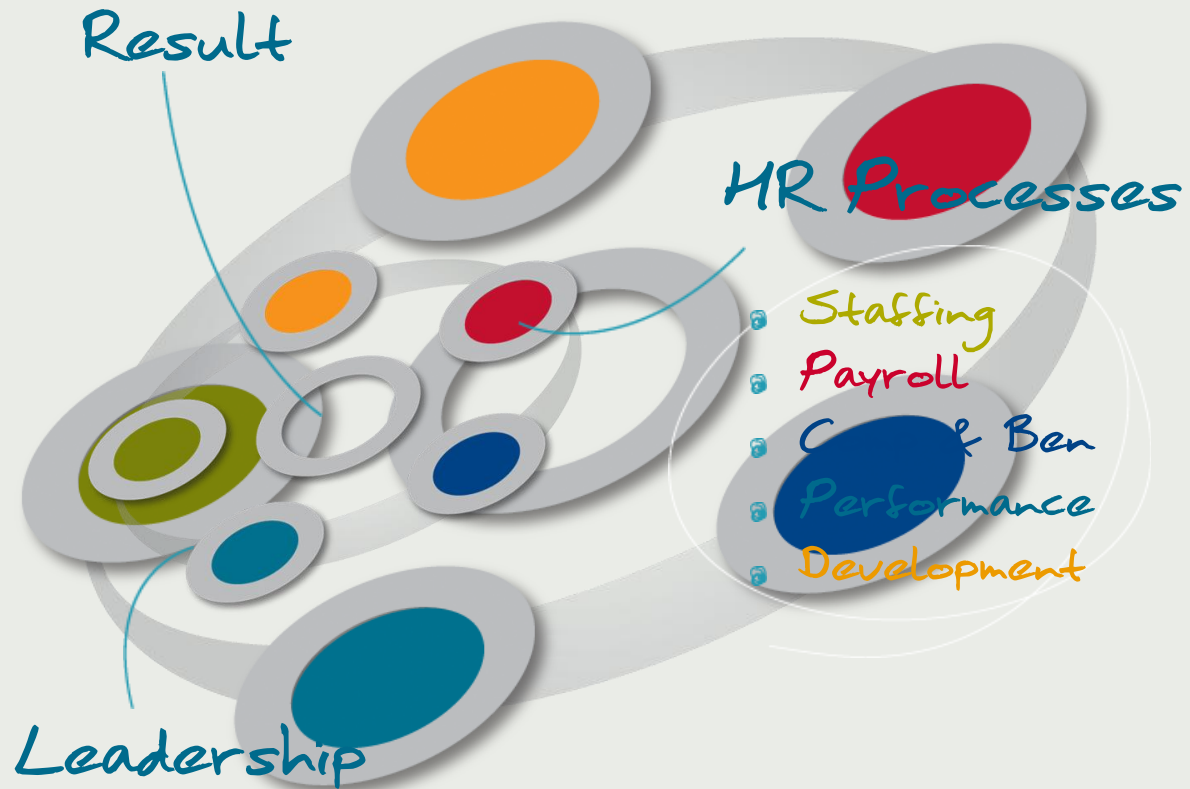 Result
HR Processes
Staffing
Payroll
& Ben
Performance
Development
Leadership